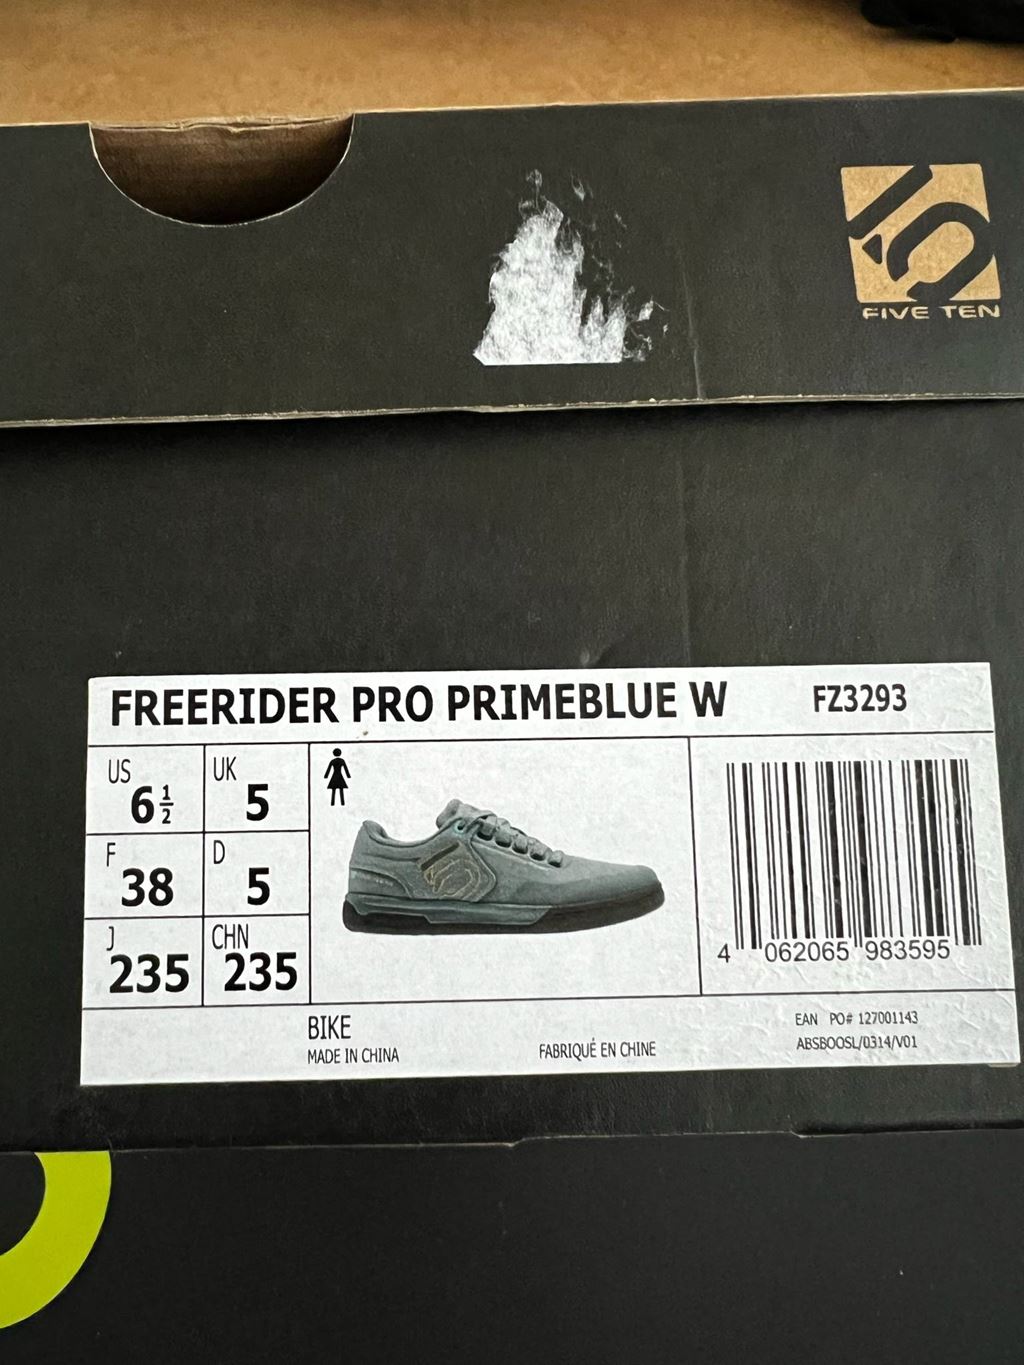 FIVE TEN
FREERIDER PRO PRIMEBLUE W FZ3293
US 6½ UK 5
F 38 D 5
J 235 CHN 235
4 062065 983595
BIKE
MADE IN CHINA
FABRIQUÉ EN CHINE
EAN PO# 127001143
ABSBOOSL/0314/V01